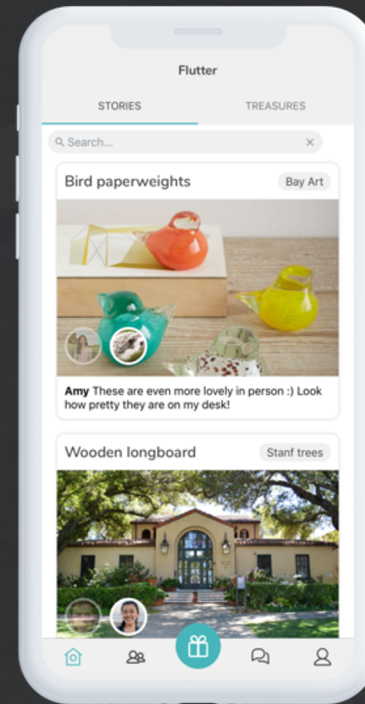 Flutter
STORIES TREASURES
Search...
Bird paperweights Bay Art
Amy These are even more lovely in person :) Look
how pretty they are on my desk!
Wooden longboard Stanf trees